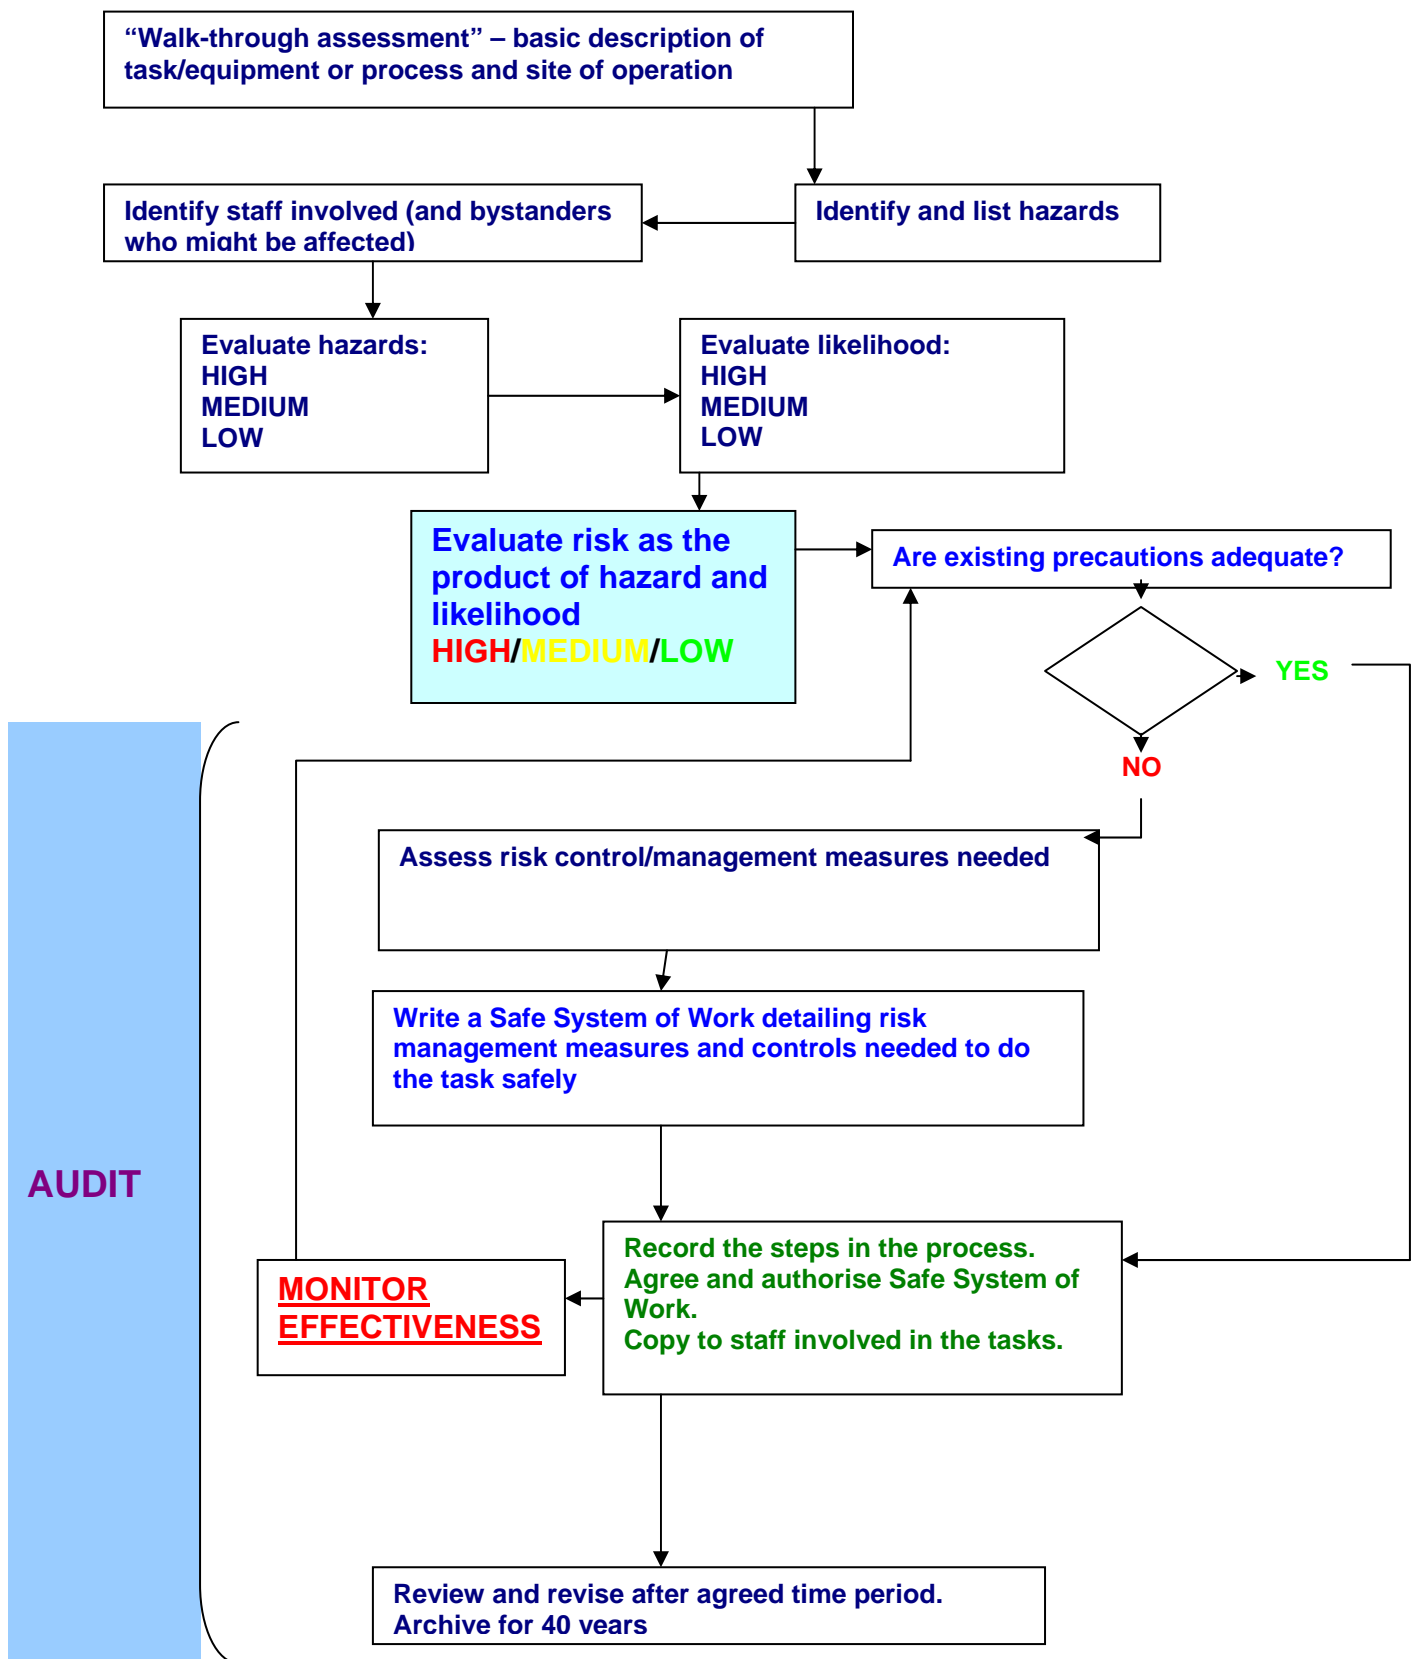 “Walk-through assessment” – basic description of
task/equipment or process and site of operation
Identify and list hazards
Identify staff involved (and bystanders
who might be affected)
Evaluate hazards:
HIGH
MEDIUM
LOW
Evaluate likelihood:
HIGH
MEDIUM
LOW
Evaluate risk as the
product of hazard and
likelihood
HIGH/MEDIUM/LOW
Are existing precautions adequate?
YES
NO
Assess risk control/management measures needed
Write a Safe System of Work detailing risk
management measures and controls needed to do
the task safely
AUDIT
Record the steps in the process.
Agree and authorise Safe System of
Work.
Copy to staff involved in the tasks.
MONITOR
EFFECTIVENESS
Review and revise after agreed time period.
Archive for 40 years